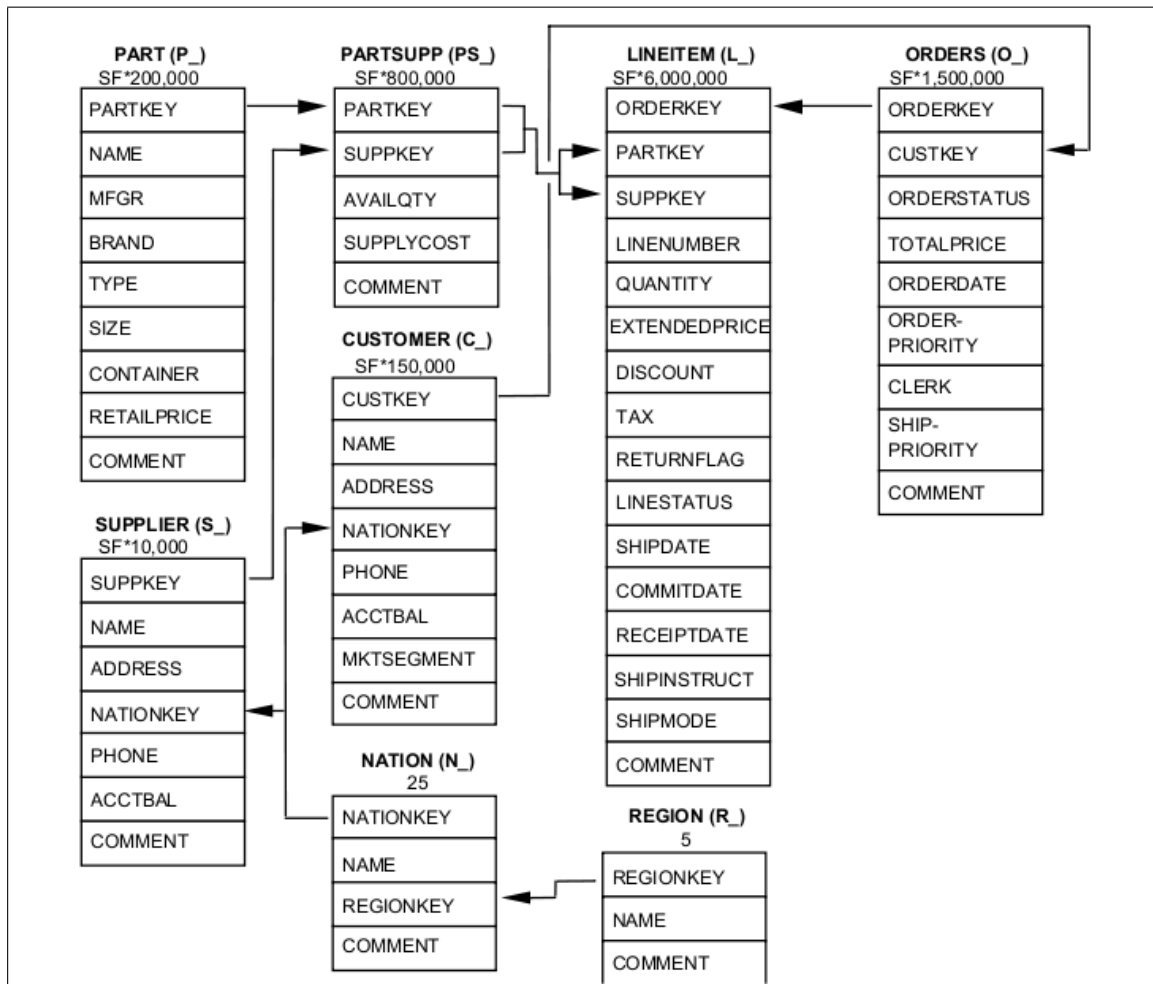 PART (P_)
SF*200,000
PARTKEY
NAME
MFGR
BRAND
TYPE
SIZE
CONTAINER
RETAILPRICE
COMMENT
SUPPLIER (S_)
SF*10,000
SUPPKEY
NAME
ADDRESS
NATIONKEY
PHONE
ACCTBAL
COMMENT
PARTSUPP (PS_)
SF*800,000
PARTKEY
SUPPKEY
AVAILQTY
SUPPLYCOST
COMMENT
CUSTOMER (C_)
SF*150,000
CUSTKEY
NAME
ADDRESS
NATIONKEY
PHONE
ACCTBAL
MKTSEGMENT
COMMENT
NATION (N_)
25
NATIONKEY
NAME
REGIONKEY
COMMENT
LINEITEM (L_)
SF*6,000,000
ORDERKEY
PARTKEY
SUPPKEY
LINENUMBER
QUANTITY
EXTENDEDPRICE
DISCOUNT
TAX
RETURNFLAG
LINESTATUS
SHIPDATE
COMMITDATE
RECEIPTDATE
SHIPINSTRUCT
SHIPMODE
COMMENT
REGION (R_)
5
REGIONKEY
NAME
COMMENT
ORDERS (O_)
SF*1,500,000
ORDERKEY
CUSTKEY
ORDERSTATUS
TOTALPRICE
ORDERDATE
ORDER-
PRIORITY
CLERK
SHIP-
PRIORITY
COMMENT